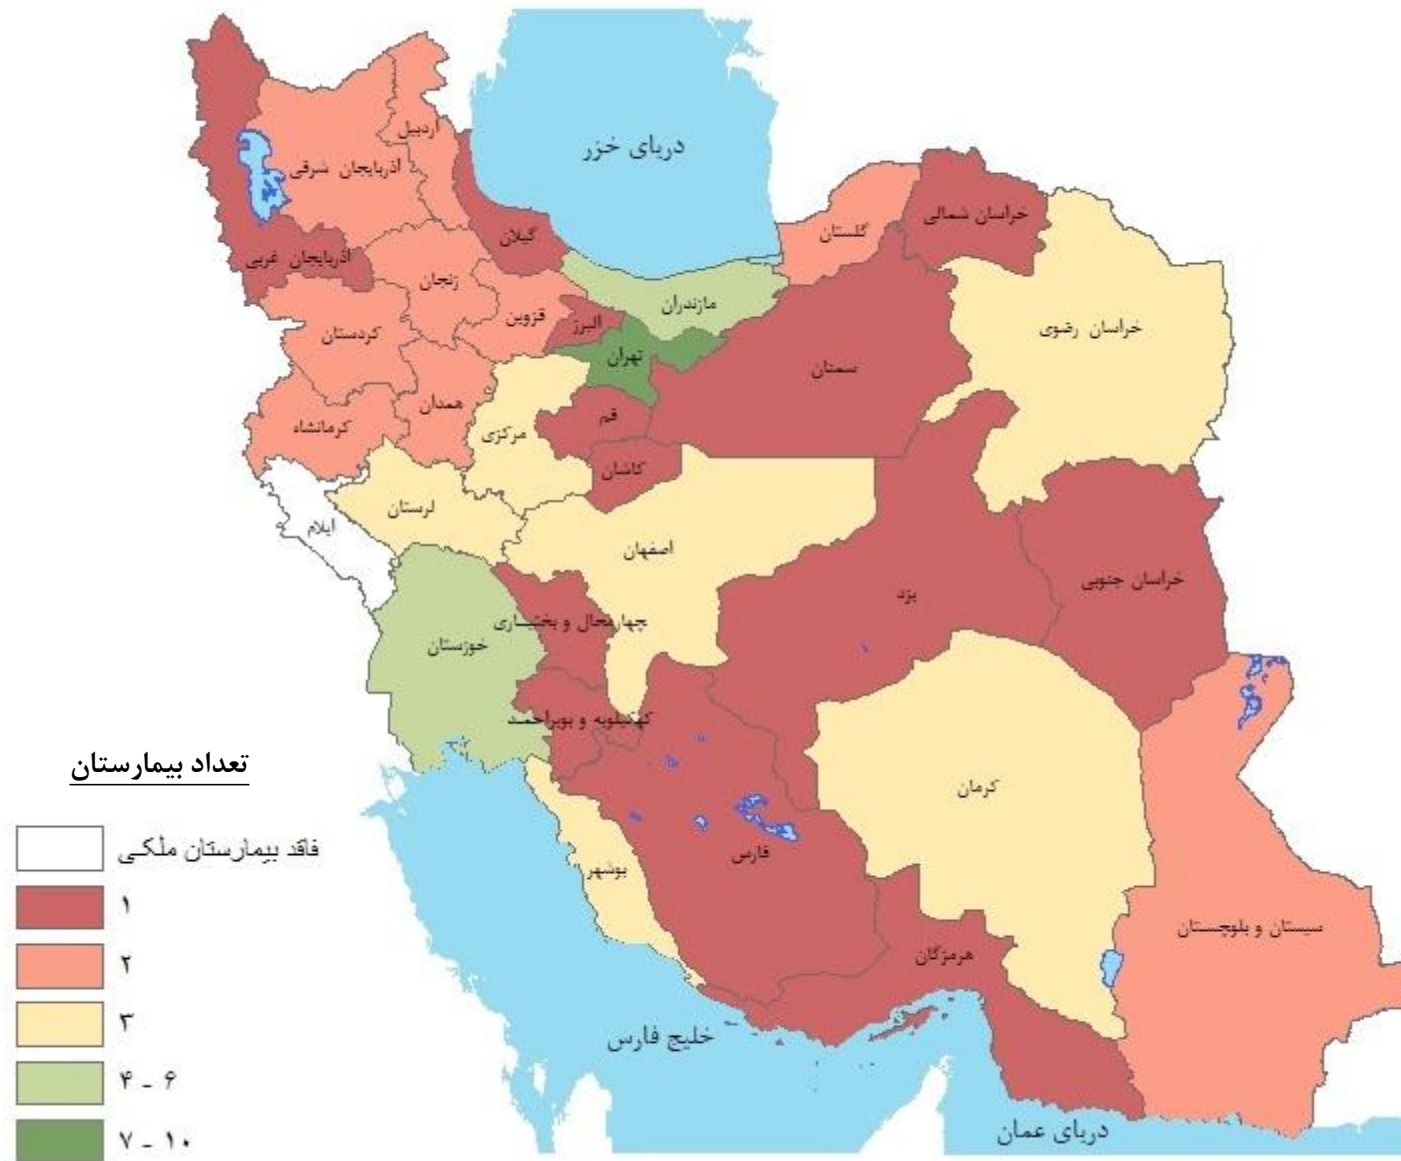 دریای خزر
اردبیل
آذربایجان شرقی
خراسان شمالی
گلستان
گیلان
آذربایجان غربی
زنجان
مازندران
قزوین
البرز
خراسان رضوی
کردستان
تهران
سمنان
همدان
قم
کرمانشاه
مرکزی
کاشان
لرستان
ایلام
اصفهان
خراسان جنوبی
یزد
چهارمحال و بختیاری
خوزستان
کهکیلویه و بویراحمد
کرمان
فارس
بوشهر
سیستان و بلوچستان
هرمزگان
خلیج فارس
دریای عمان
تعداد بیمارستان
فاقد بیمارستان ملکی
۱
۲
۳
۴ - ۶
۷ - ۱۰